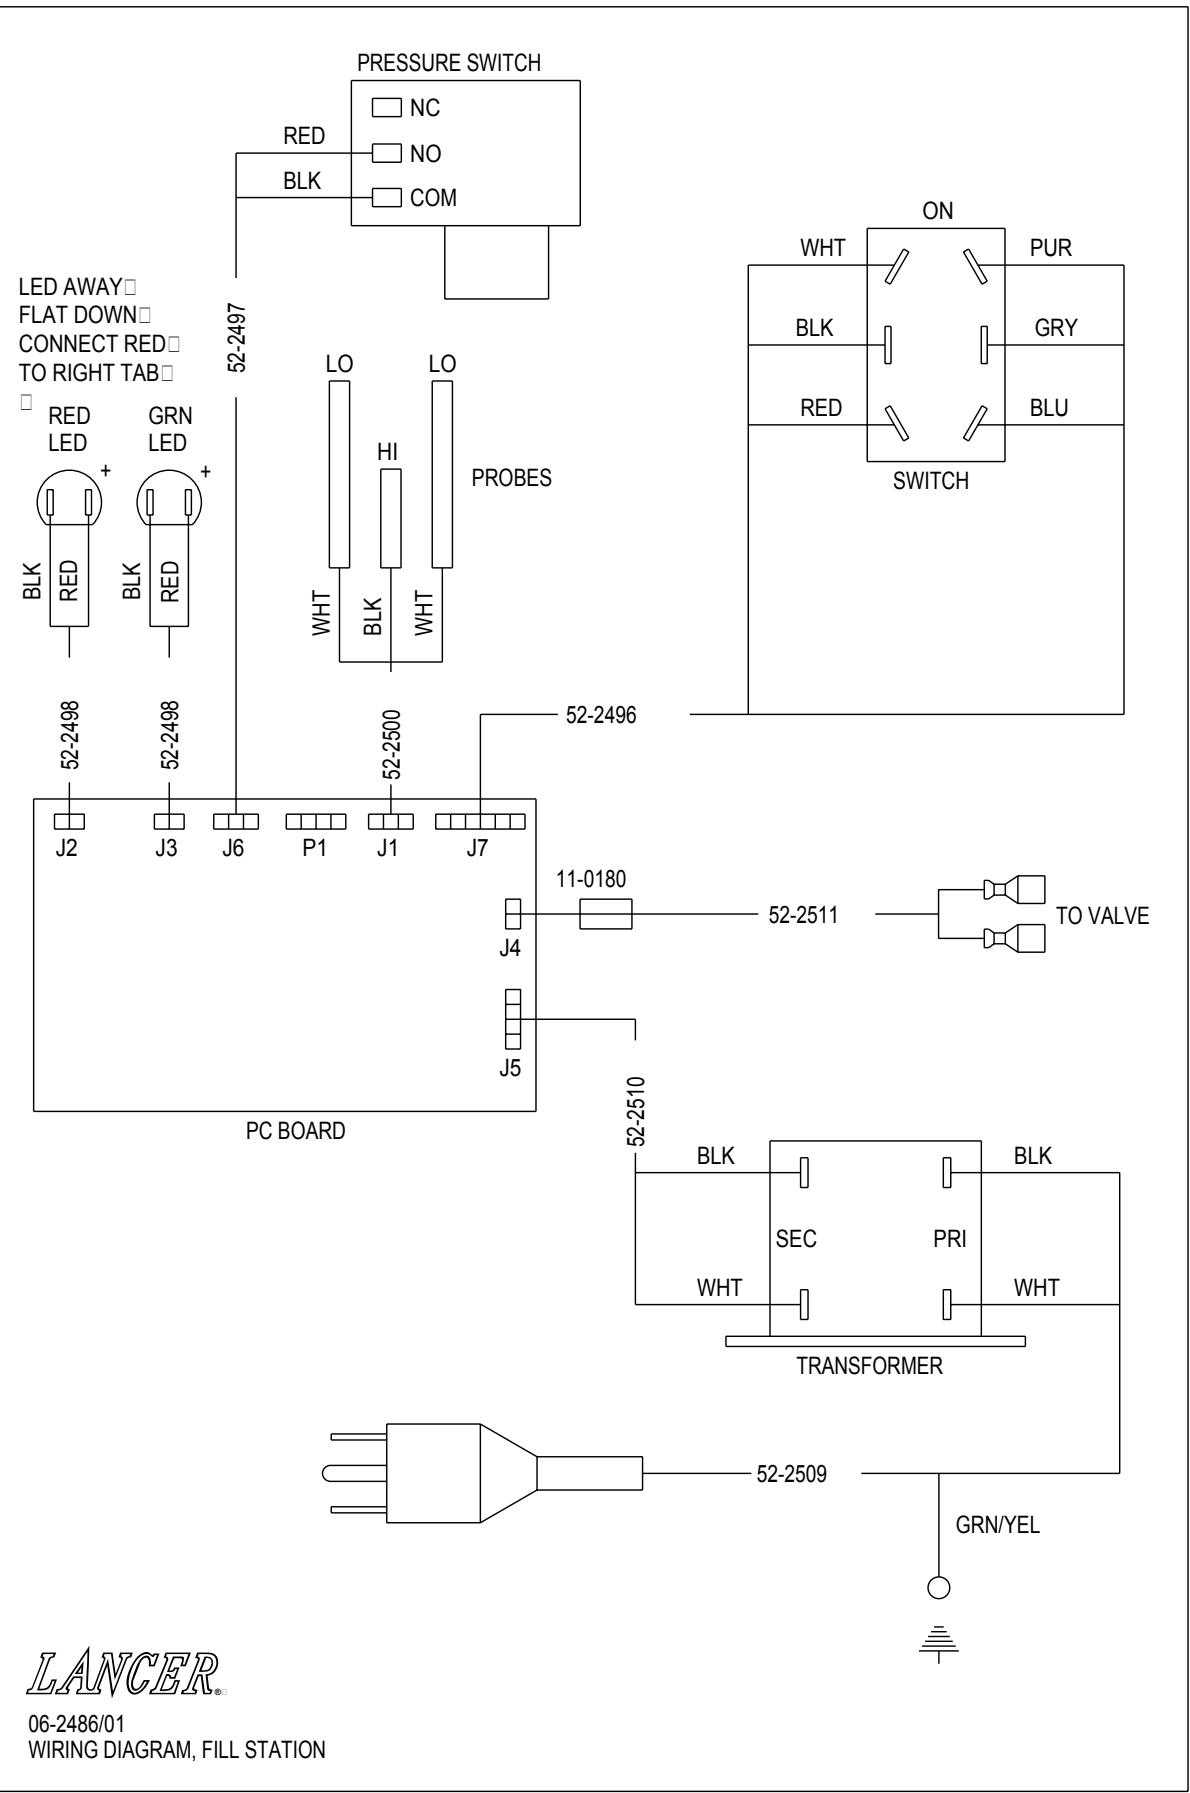 PRESSURE SWITCH
NC
RED
NO
BLK
COM
ON
WHT
PUR
BLK
GRY
RED
BLU
SWITCH
LED AWAY
FLAT DOWN
CONNECT RED
TO RIGHT TAB
52-2497
RED
LED
GRN
LED
+
+
BLK
RED
BLK
RED
LO
HI
LO
PROBES
WHT
BLK
WHT
52-2498
52-2498
52-2500
52-2496
J2
J3
J6
P1
J1
J7
11-0180
52-2511
TO VALVE
J4
J5
PC BOARD
52-2510
BLK
BLK
SEC
PRI
WHT
WHT
TRANSFORMER
52-2509
GRN/YEL
LANCER®
06-2486/01
WIRING DIAGRAM, FILL STATION